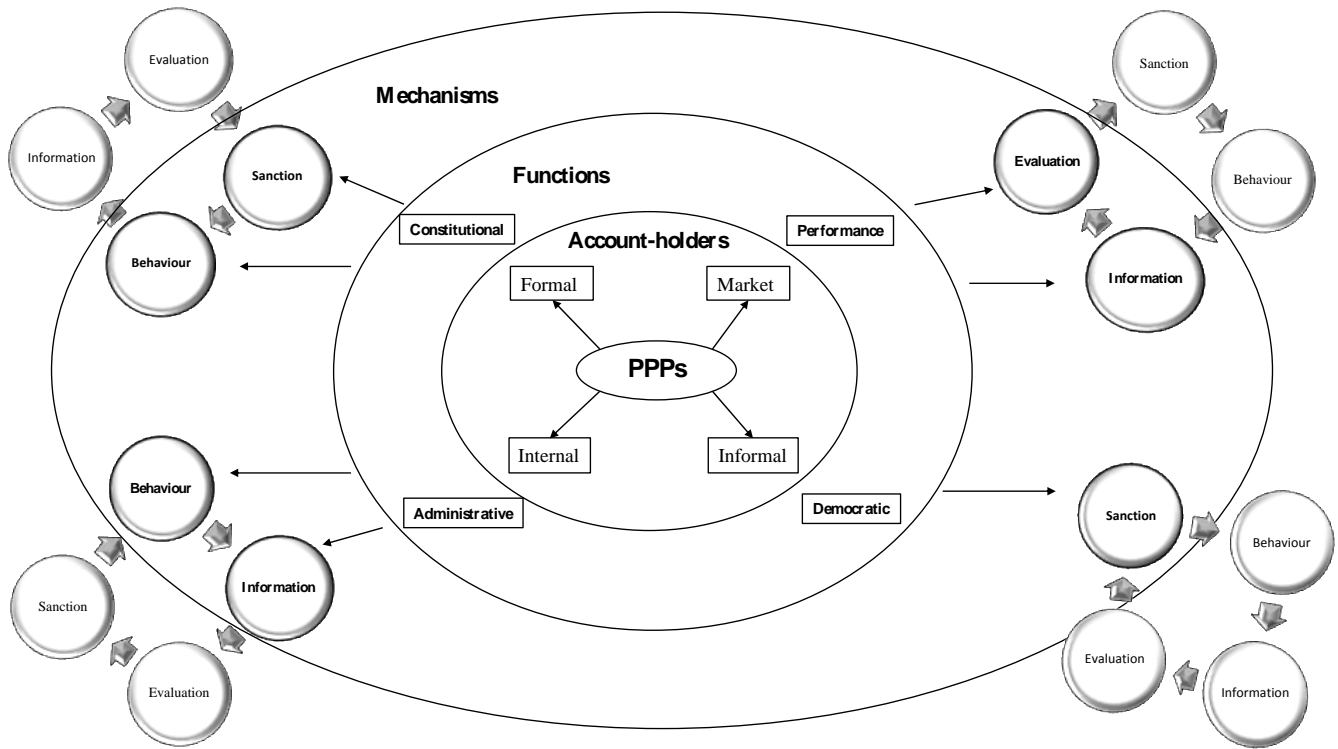 Evaluation
Sanction
Mechanisms
Information
Evaluation
Sanction
Functions
Behaviour
Constitutional
Performance
Account-holders
Behaviour
Information
Formal
Market
PPPs
Internal
Informal
Behaviour
Administrative
Democratic
Sanction
Behaviour
Information
Sanction
Evaluation
Evaluation
Information